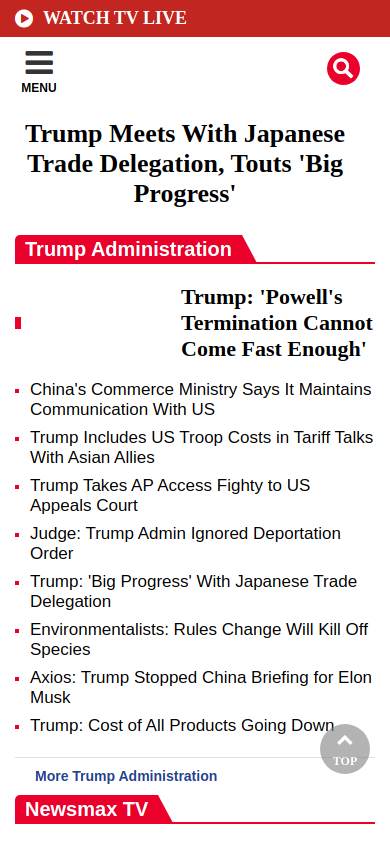 WATCH TV LIVE
MENU
Trump Meets With Japanese
Trade Delegation, Touts 'Big
Progress'
Trump Administration
Trump: 'Powell's
Termination Cannot
Come Fast Enough'
China's Commerce Ministry Says It Maintains
Communication With US
Trump Includes US Troop Costs in Tariff Talks
With Asian Allies
Trump Takes AP Access Fighty to US
Appeals Court
Judge: Trump Admin Ignored Deportation
Order
Trump: 'Big Progress' With Japanese Trade
Delegation
Environmentalists: Rules Change Will Kill Off
Species
Axios: Trump Stopped China Briefing for Elon
Musk
Trump: Cost of All Products Going Down
TOP
More Trump Administration
Newsmax TV